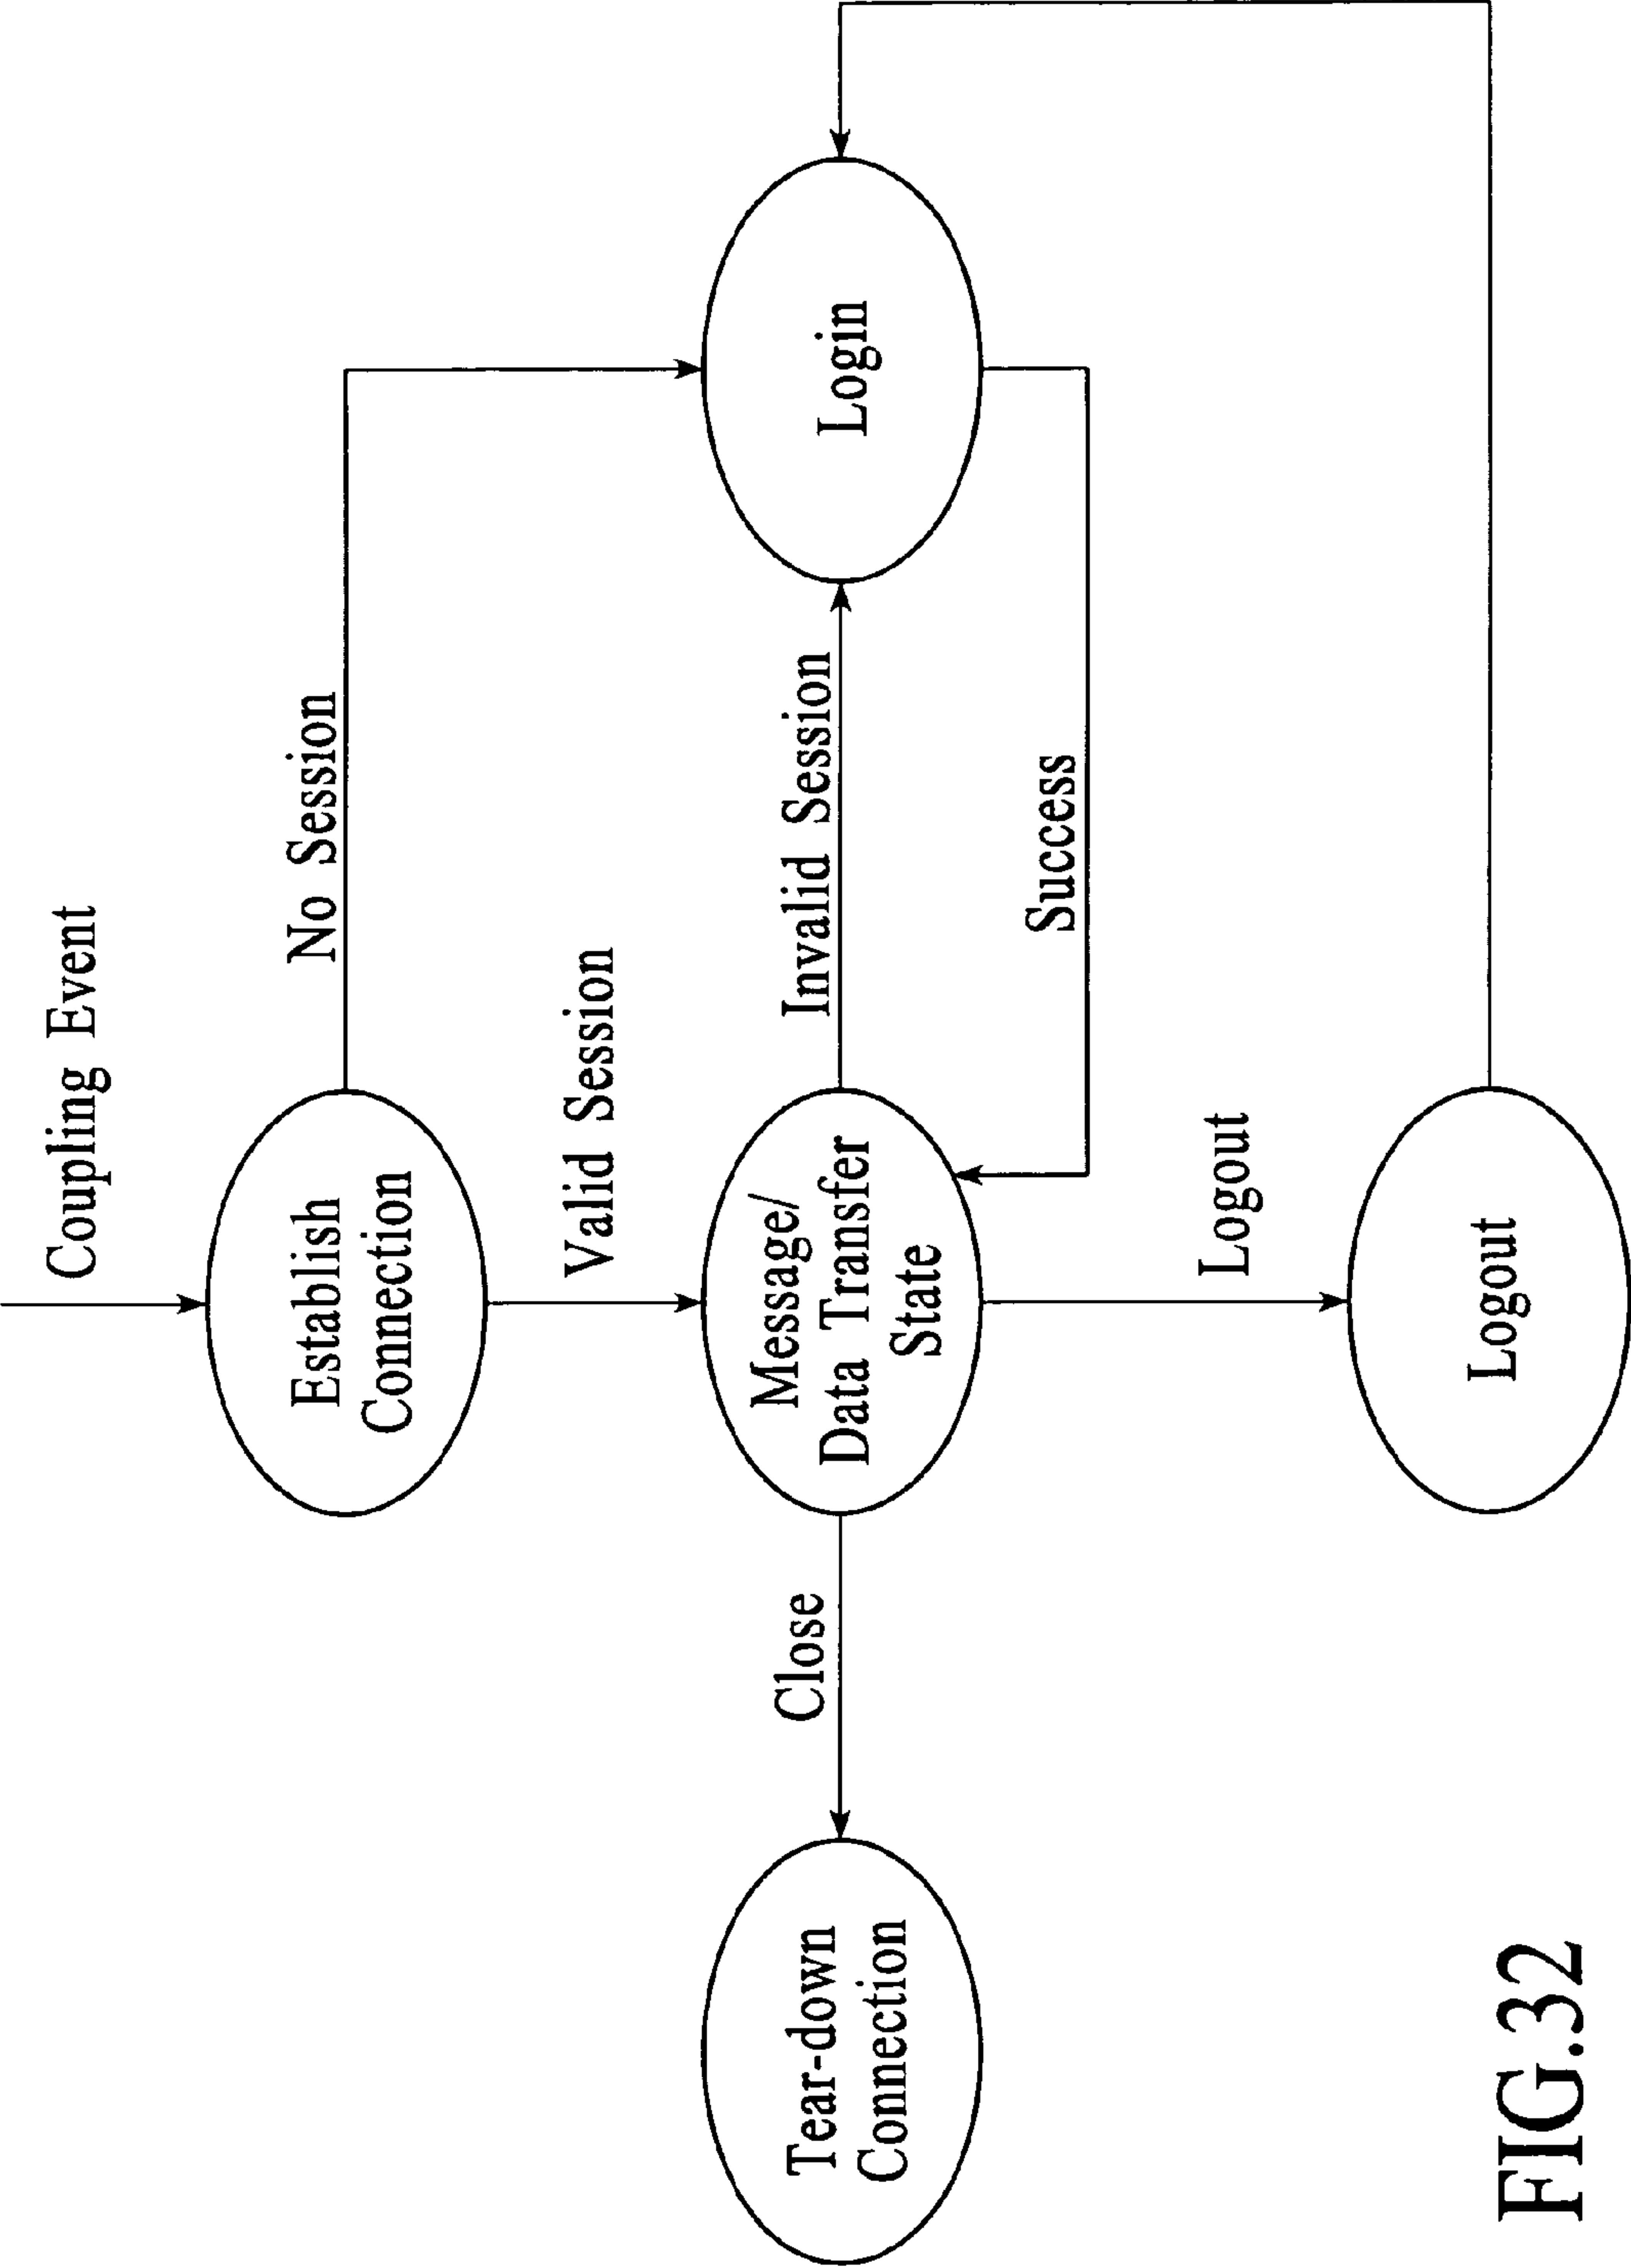 Coupling Event
Establish
Connection
No Session
Valid Session
Tear-down
Connection
Close
Message/
Data Transfer
State
Invalid Session
Login
Success
Logout
Logout
FIG.32